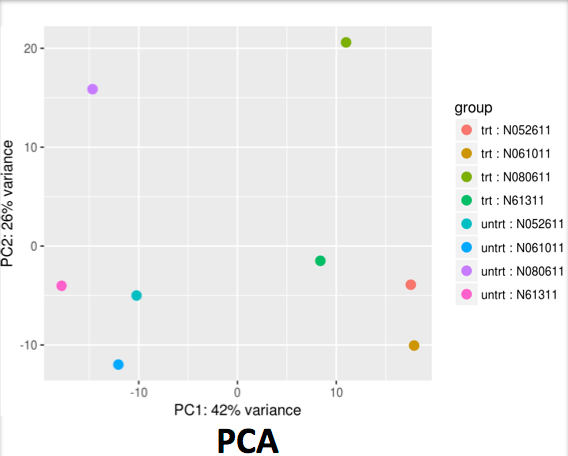 20
10
0
-10
PC2: 26% variance
-10 0 10
PC1: 42% variance
group
trt : N052611
trt : N061011
trt : N080611
trt : N61311
untrt : N052611
untrt : N061011
untrt : N080611
untrt : N61311
PCA